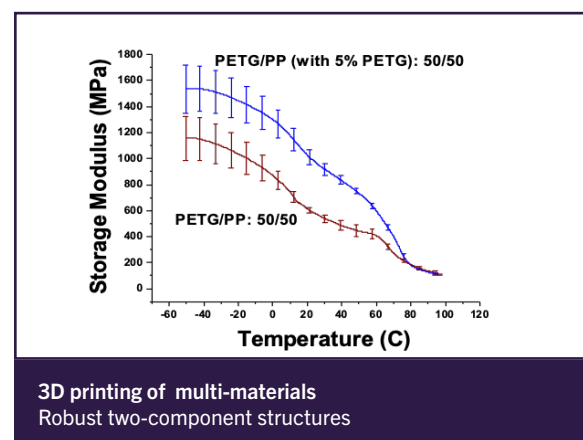 PETG/PP (with 5% PETG): 50/50
1800
1600
1400
1200
1000
800
600
400
200
0
Storage Modulus (MPa)
PETG/PP: 50/50
-60 -40 -20 0 20 40 60 80 100 120
Temperature (C)
3D printing of multi-materials
Robust two-component structures